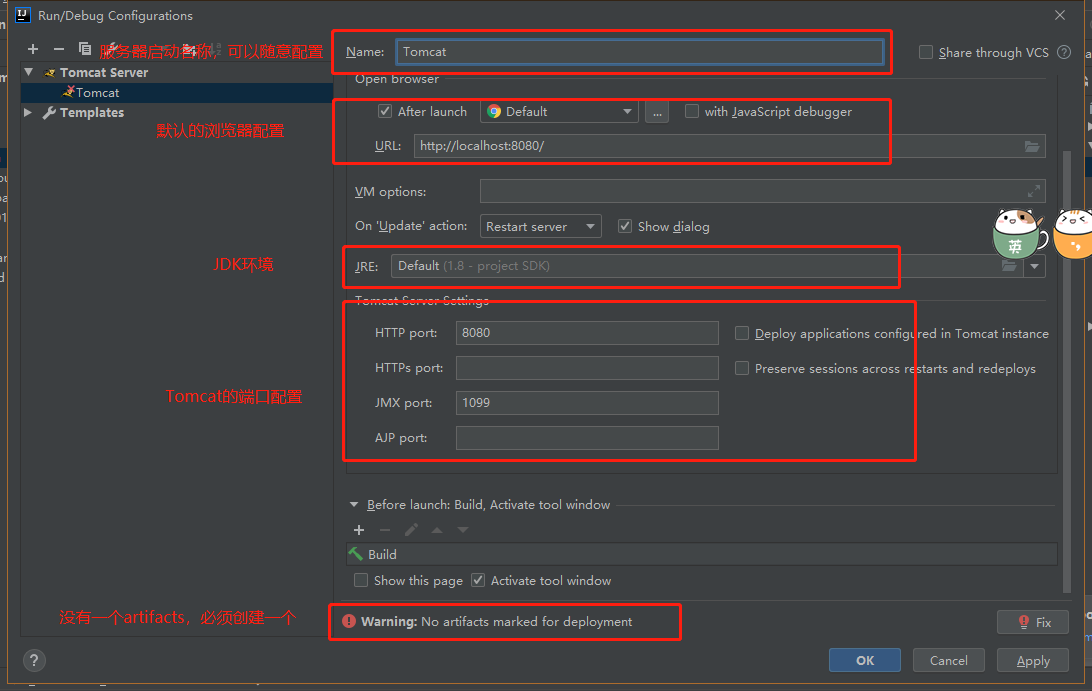 Run/Debug Configurations
服务器启动名称，可以随意配置
Name: Tomcat
Share through VCS
Tomcat Server
Tomcat
Templates
Open browser
默认的浏览器配置
After launch
Default
...
with JavaScript debugger
URL: http://localhost:8080/
VM options:
On 'Update' action: Restart server
Show dialog
英
JDK环境
JRE: Default (1.8 - project SDK)
Tomcat Server Settings
Tomcat的端口配置
HTTP port: 8080
Deploy applications configured in Tomcat instance
HTTPs port:
Preserve sessions across restarts and redeploys
JMX port: 1099
AJP port:
Before launch: Build, Activate tool window
Build
Show this page
Activate tool window
没有一个artifacts，必须创建一个
Warning: No artifacts marked for deployment
Fix
?
OK
Cancel
Apply